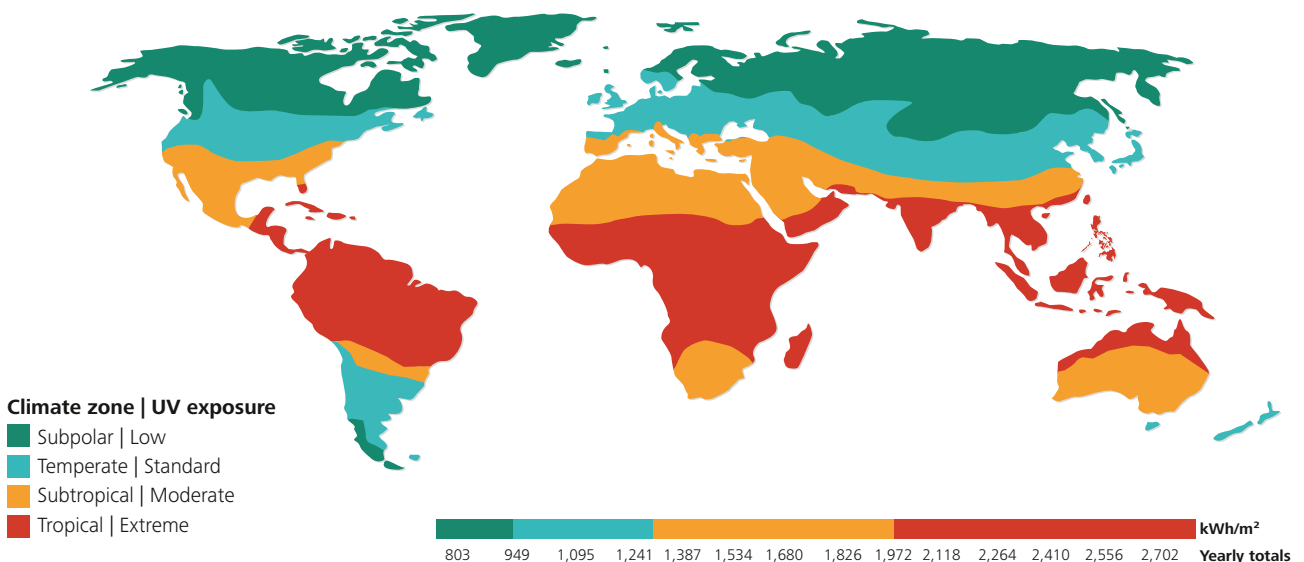 Climate zone | UV exposure
Subpolar | Low
Temperate | Standard
Subtropical | Moderate
Tropical | Extreme
kWh/m²
803 949 1,095 1,241 1,387 1,534 1,680 1,826 1,972 2,118 2,264 2,410 2,556 2,702 Yearly totals